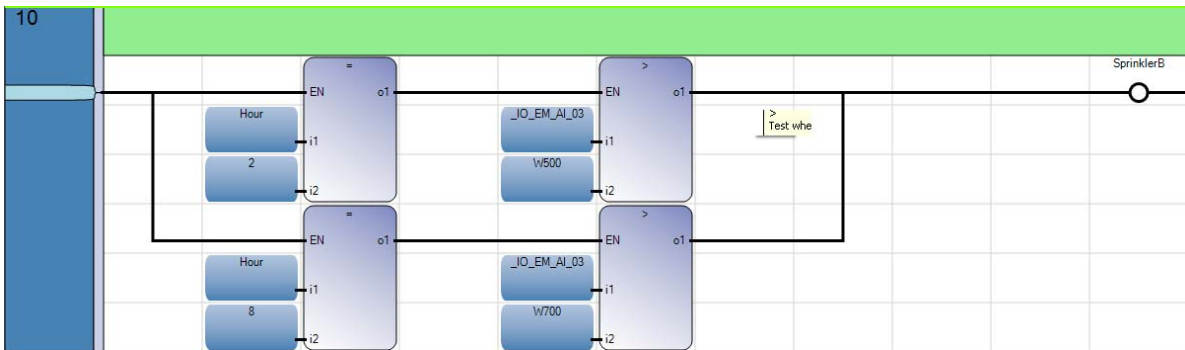 10
SprinklerB
= >
EN o1 EN o1
Hour _IO_EM_AI_03 >
Test whe
i1 i1
2 W500
i2 i2
= >
EN o1 EN o1
Hour _IO_EM_AI_03
i1 i1
8 W700
i2 i2